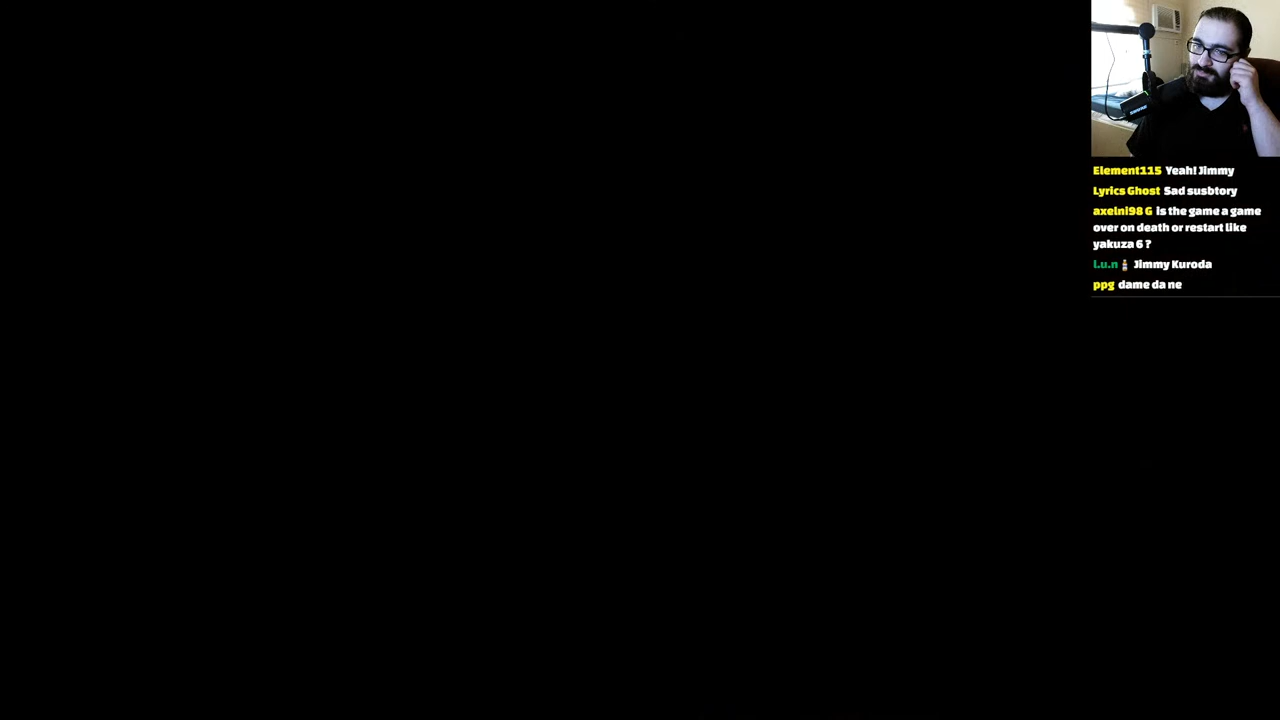 Element115 Yeah! Jimmy
Lyrics Ghost Sad susbtory
axelni98 G is the game a game
over on death or restart like
yakuza 6 ?
i.u.n Jimmy Kuroda
ppg dame da ne